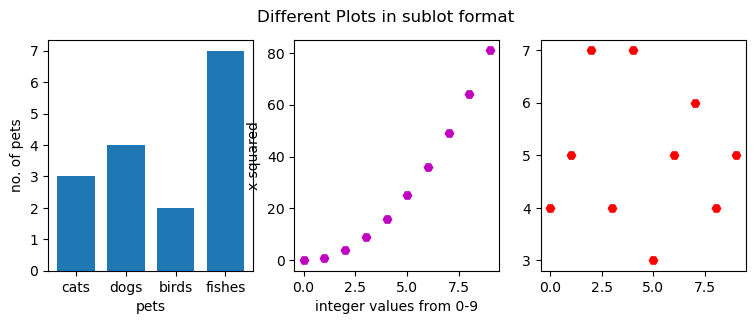 Different Plots in sublot format
7
6
5
4
3
2
1
0
no. of pets
cats dogs birds fishes
pets
80
60
40
20
0
x squared
0.0 2.5 5.0 7.5
integer values from 0-9
7
6
5
4
3
0.0 2.5 5.0 7.5